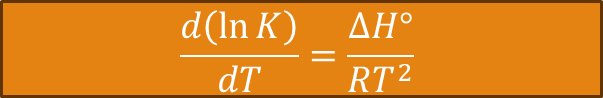 d(ln K)/dT = ΔH°/RT²